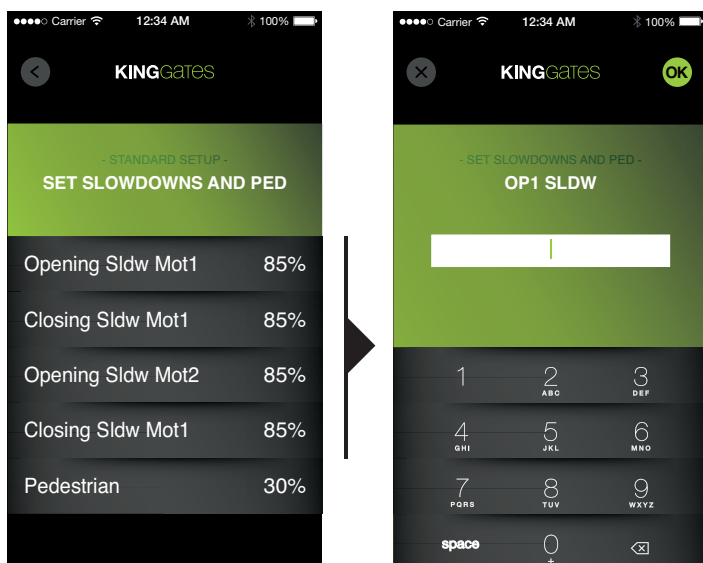 Carrier 12:34 AM 100%
KINGGates
- STANDARD SETUP -
SET SLOWDOWNS AND PED
Opening Sldw Mot1 85%
Closing Sldw Mot1 85%
Opening Sldw Mot2 85%
Closing Sldw Mot1 85%
Pedestrian 30%
Carrier 12:34 AM 100%
KINGGates OK
- SET SLOWDOWNS AND PED -
OP1 SLDW
1 2 3
ABC DEF
4 5 6
GHI JKL MNO
7 8 9
PQRS TUV WXYZ
space 0
+